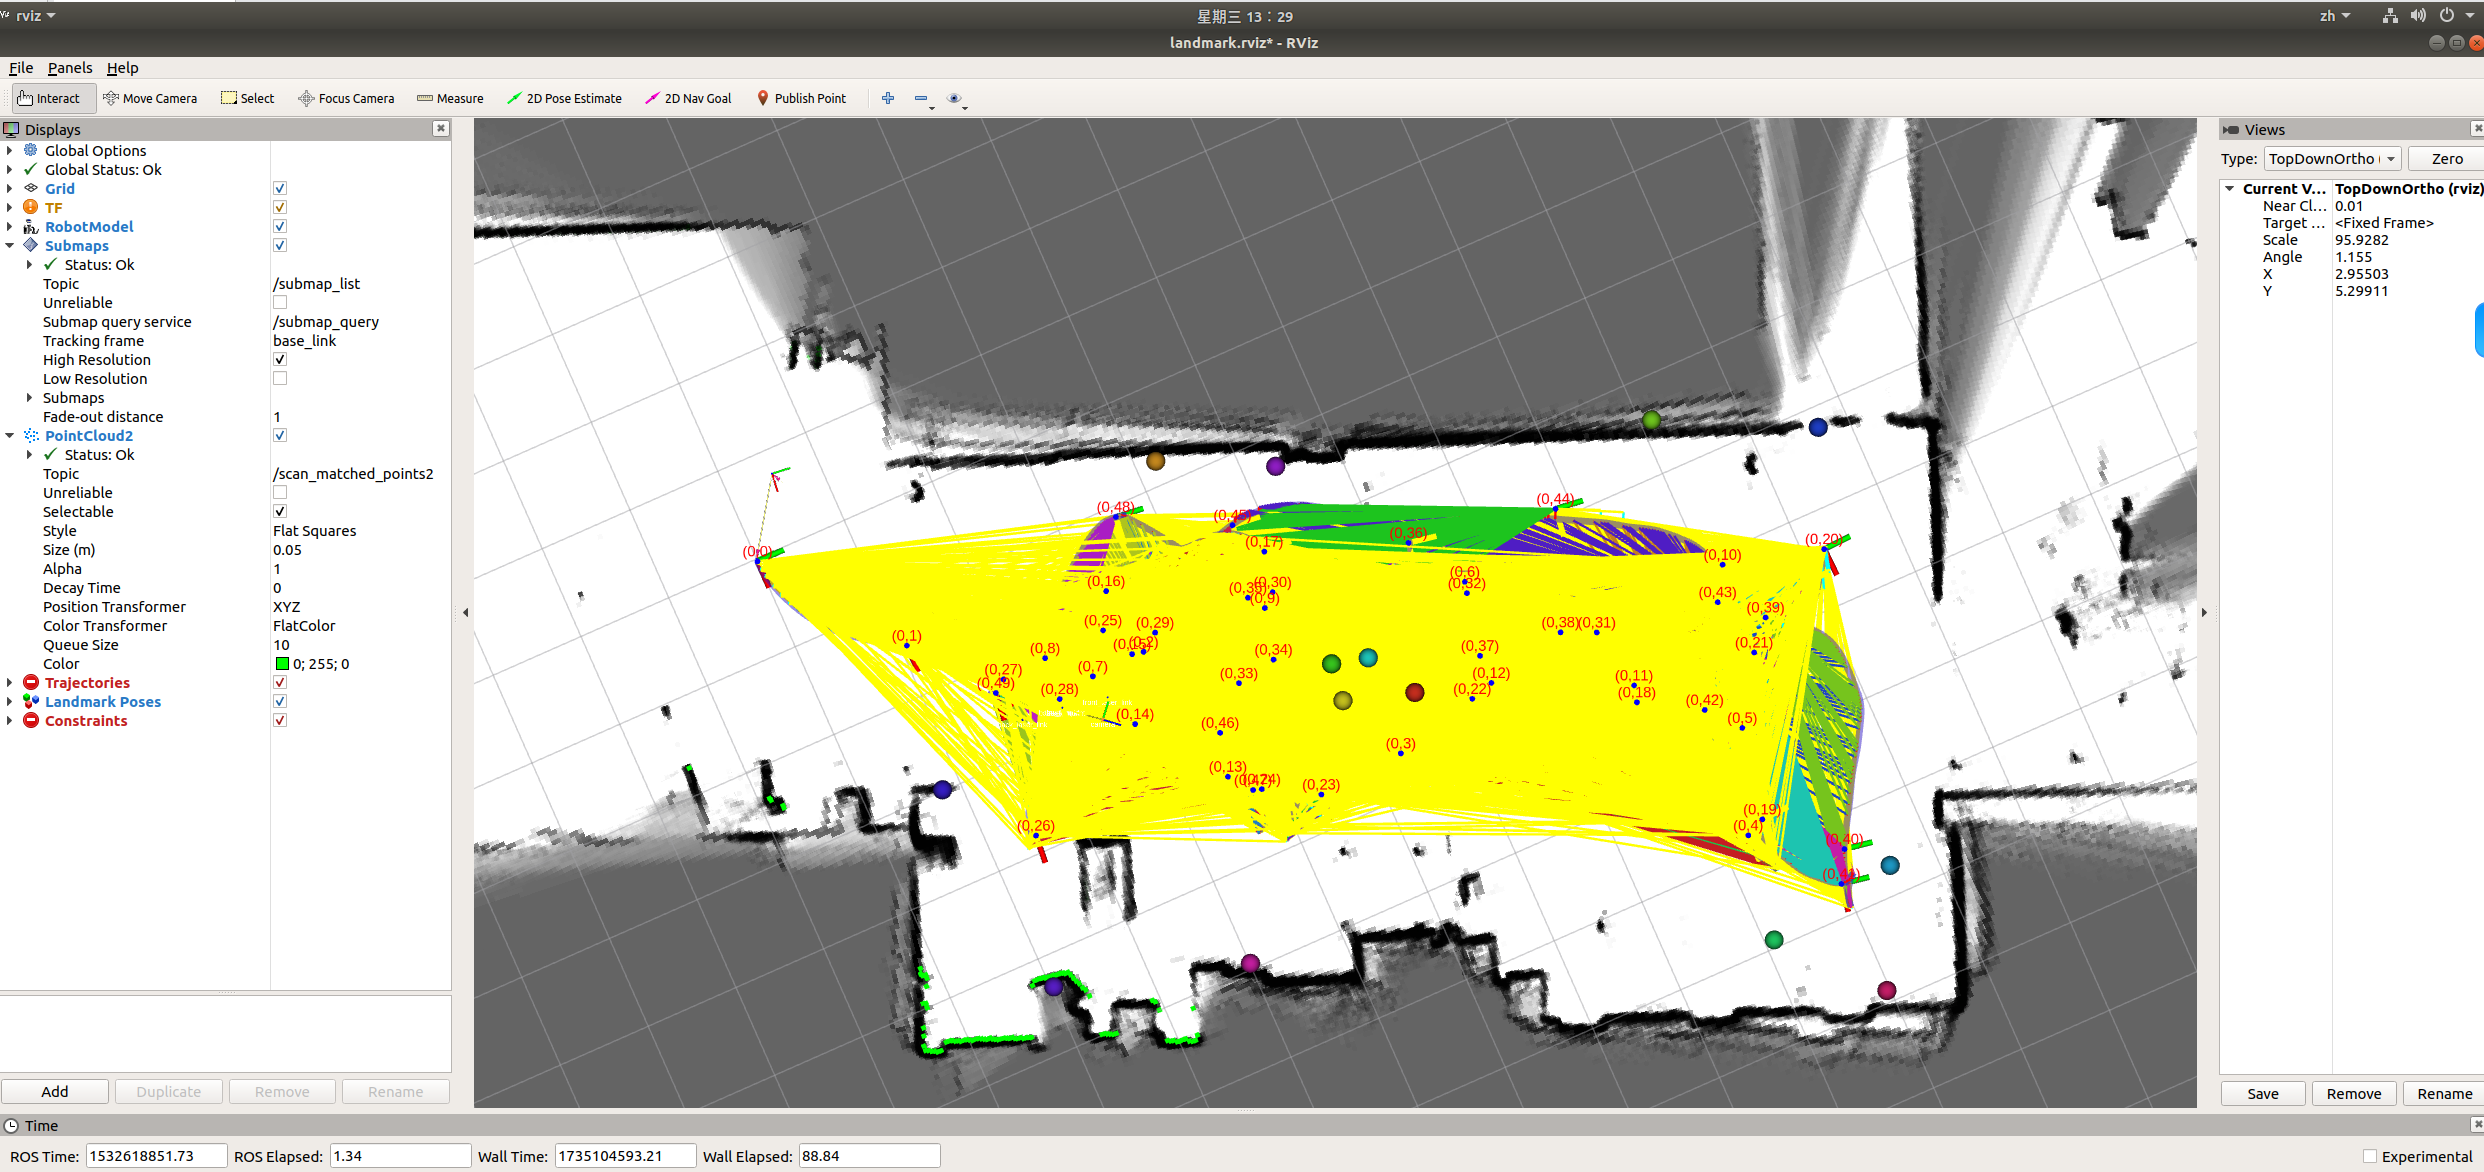 rviz
星期三 13：29
zh
landmark.rviz* - RViz
File Panels Help
Interact Move Camera Select Focus Camera Measure 2D Pose Estimate 2D Nav Goal Publish Point
Displays
Global Options
Global Status: Ok
Grid
TF
RobotModel
Submaps
Status: Ok
Topic /submap_list
Unreliable
Submap query service /submap_query
Tracking frame base_link
High Resolution
Low Resolution
Submaps
Fade-out distance 1
PointCloud2
Status: Ok
Topic /scan_matched_points2
Unreliable
Selectable
Style Flat Squares
Size (m) 0.05
Alpha 1
Decay Time 0
Position Transformer XYZ
Color Transformer FlatColor
Queue Size 10
Color 0; 255; 0
Trajectories
Landmark Poses
Constraints
Add Duplicate Remove Rename
(0,48)
(0,44)
(0,45)
(0,36)
(0,17)
(0,20)
(0,0)
(0,10)
(0,16)
(0,30)
(0,9)
(0,6)
(0,32)
(0,43)
(0,39)
(0,25)
(0,29)
(0,38)
(0,31)
(0,1)
(0,8)
(0,2)
(0,21)
(0,34)
(0,37)
(0,7)
(0,27)
(0,33)
(0,12)
(0,11)
(0,49)
(0,28)
(0,22)
(0,18)
(0,42)
(0,14)
(0,46)
(0,5)
(0,3)
(0,13)
(0,24)
(0,23)
(0,19)
(0,26)
(0,4)
(0,40)
Views
Type: TopDownOrtho Zero
Current V... TopDownOrtho (rviz)
Near Cl... 0.01
Target ... <Fixed Frame>
Scale 95.9282
Angle 1.155
X 2.95503
Y 5.29911
Save Remove Rename
Time
ROS Time: 1532618851.73 ROS Elapsed: 1.34 Wall Time: 1735104593.21 Wall Elapsed: 88.84 Experimental